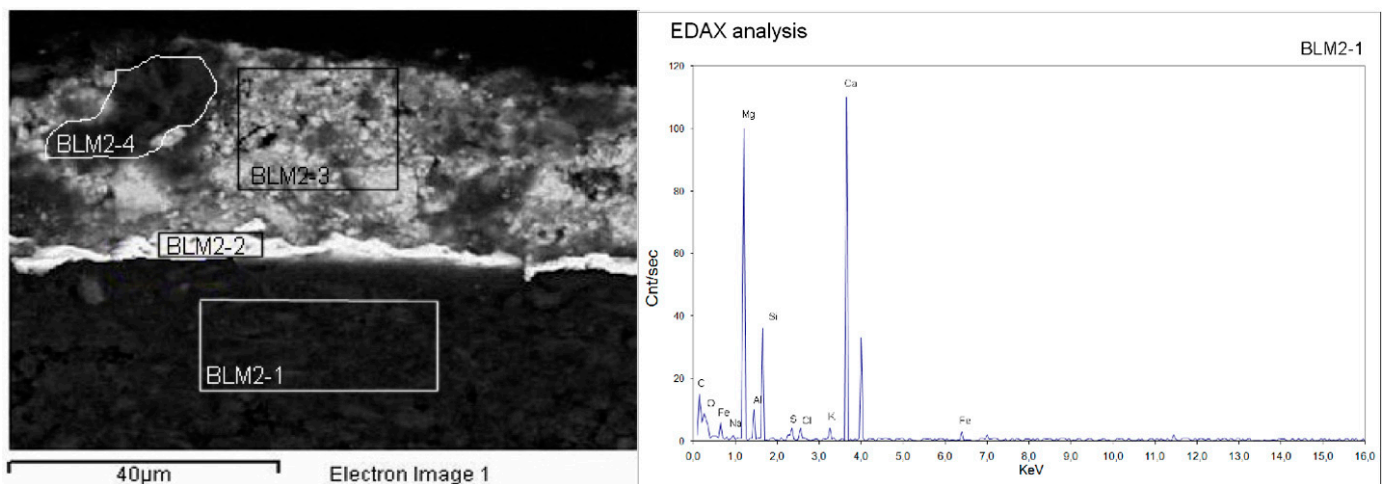 BLM2-4
BLM2-3
BLM2-2
BLM2-1
40µm
Electron Image 1
EDAX analysis
BLM2-1
Cnt/sec
120
100
80
60
40
20
0
C
O
Fe
Na
Mg
Al
Si
S
Cl
K
Ca
Fe
0,0 1,0 2,0 3,0 4,0 5,0 6,0 7,0 8,0 9,0 10,0 11,0 12,0 13,0 14,0 15,0 16,0
KeV